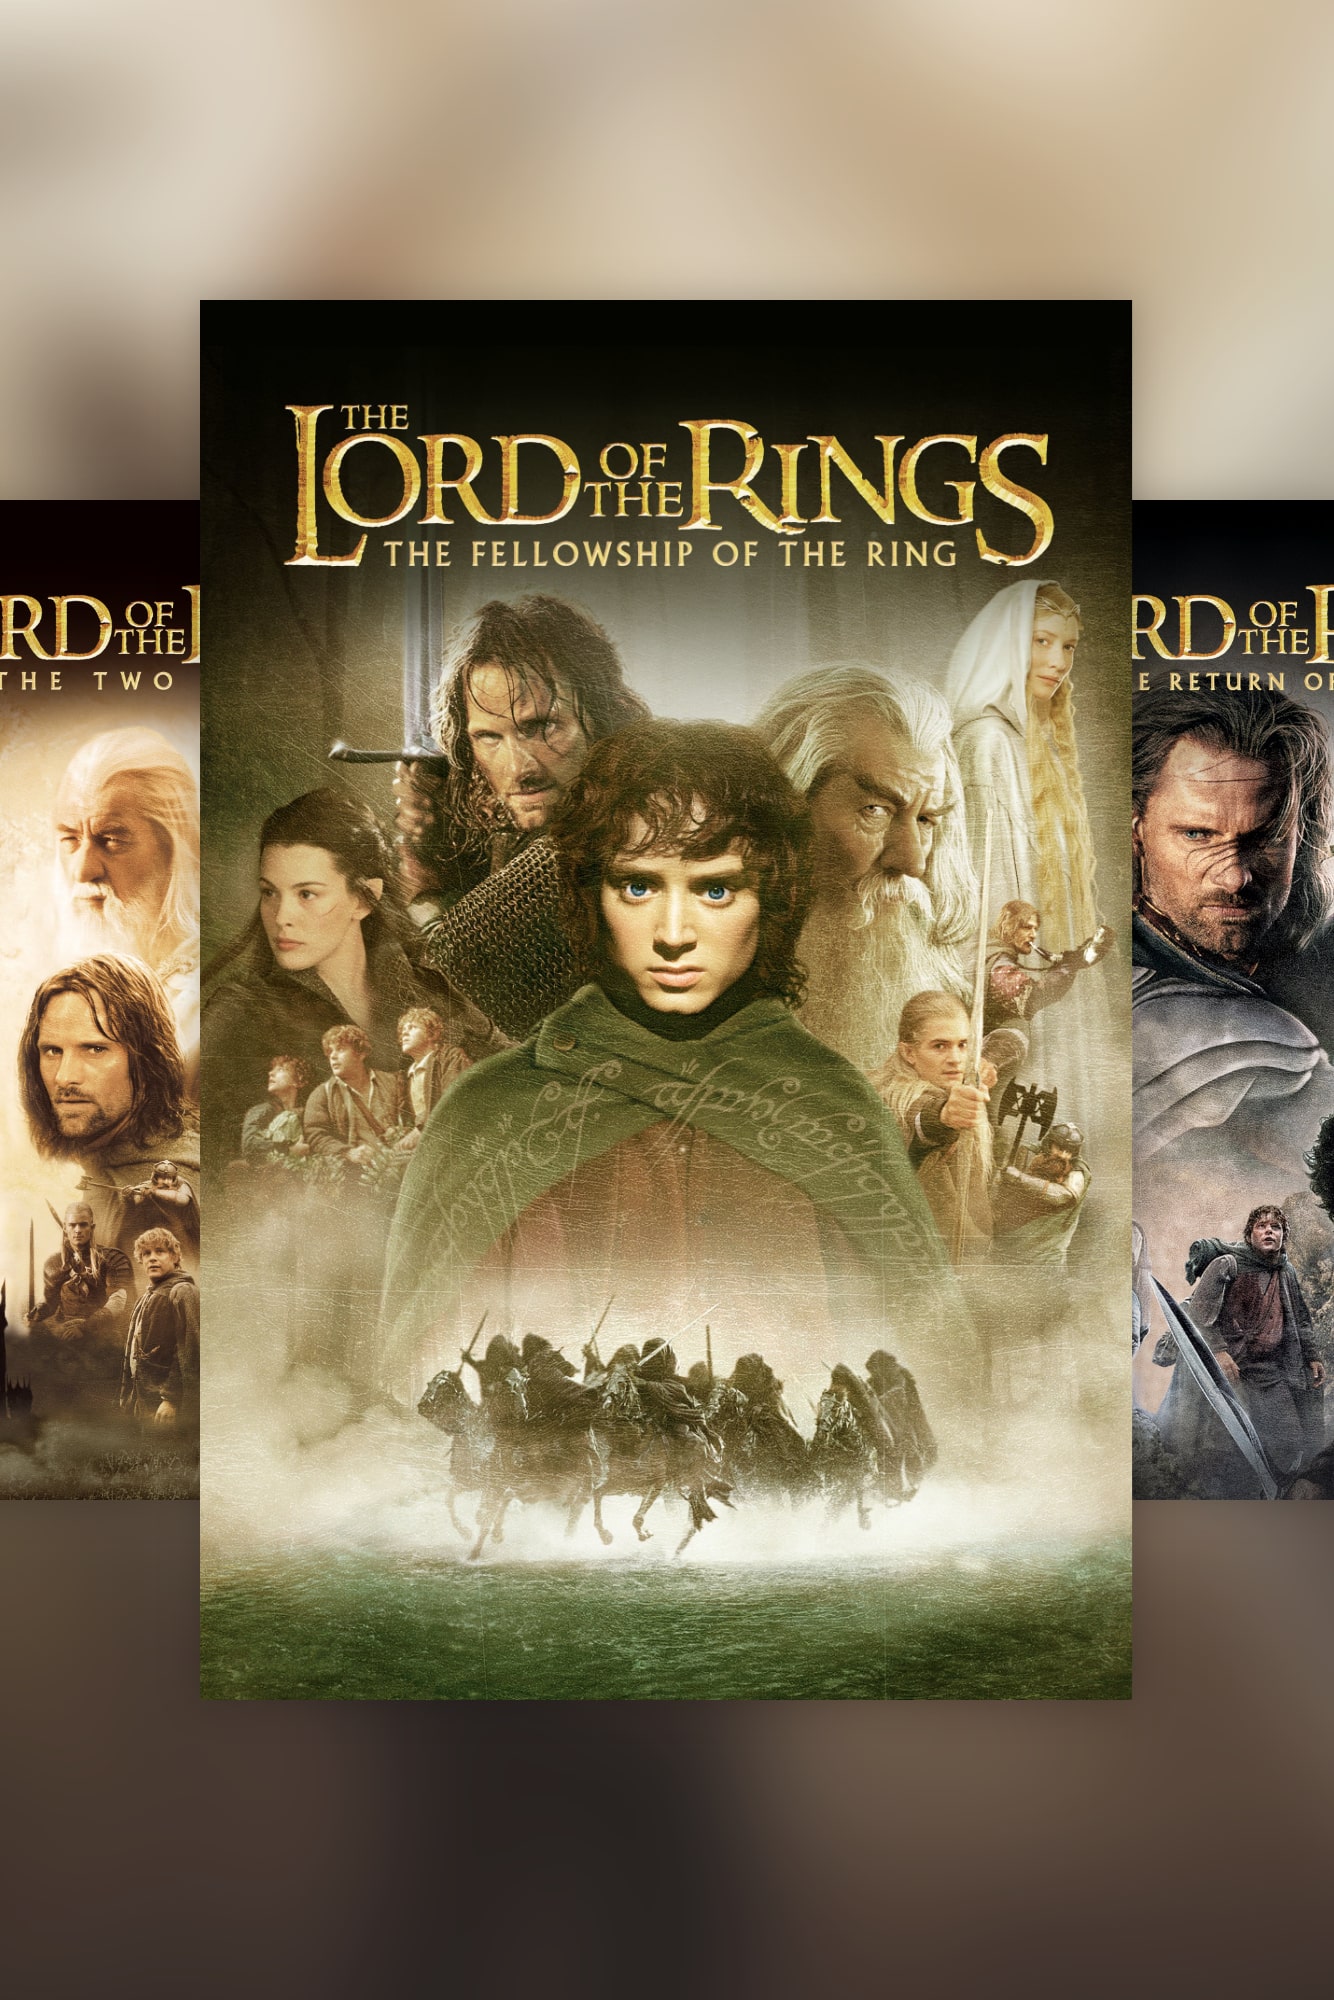 THE
LORD OF THE RINGS
THE FELLOWSHIP OF THE RING
RD OF THE
THE TWO
RD OF THE R
E RETURN OF